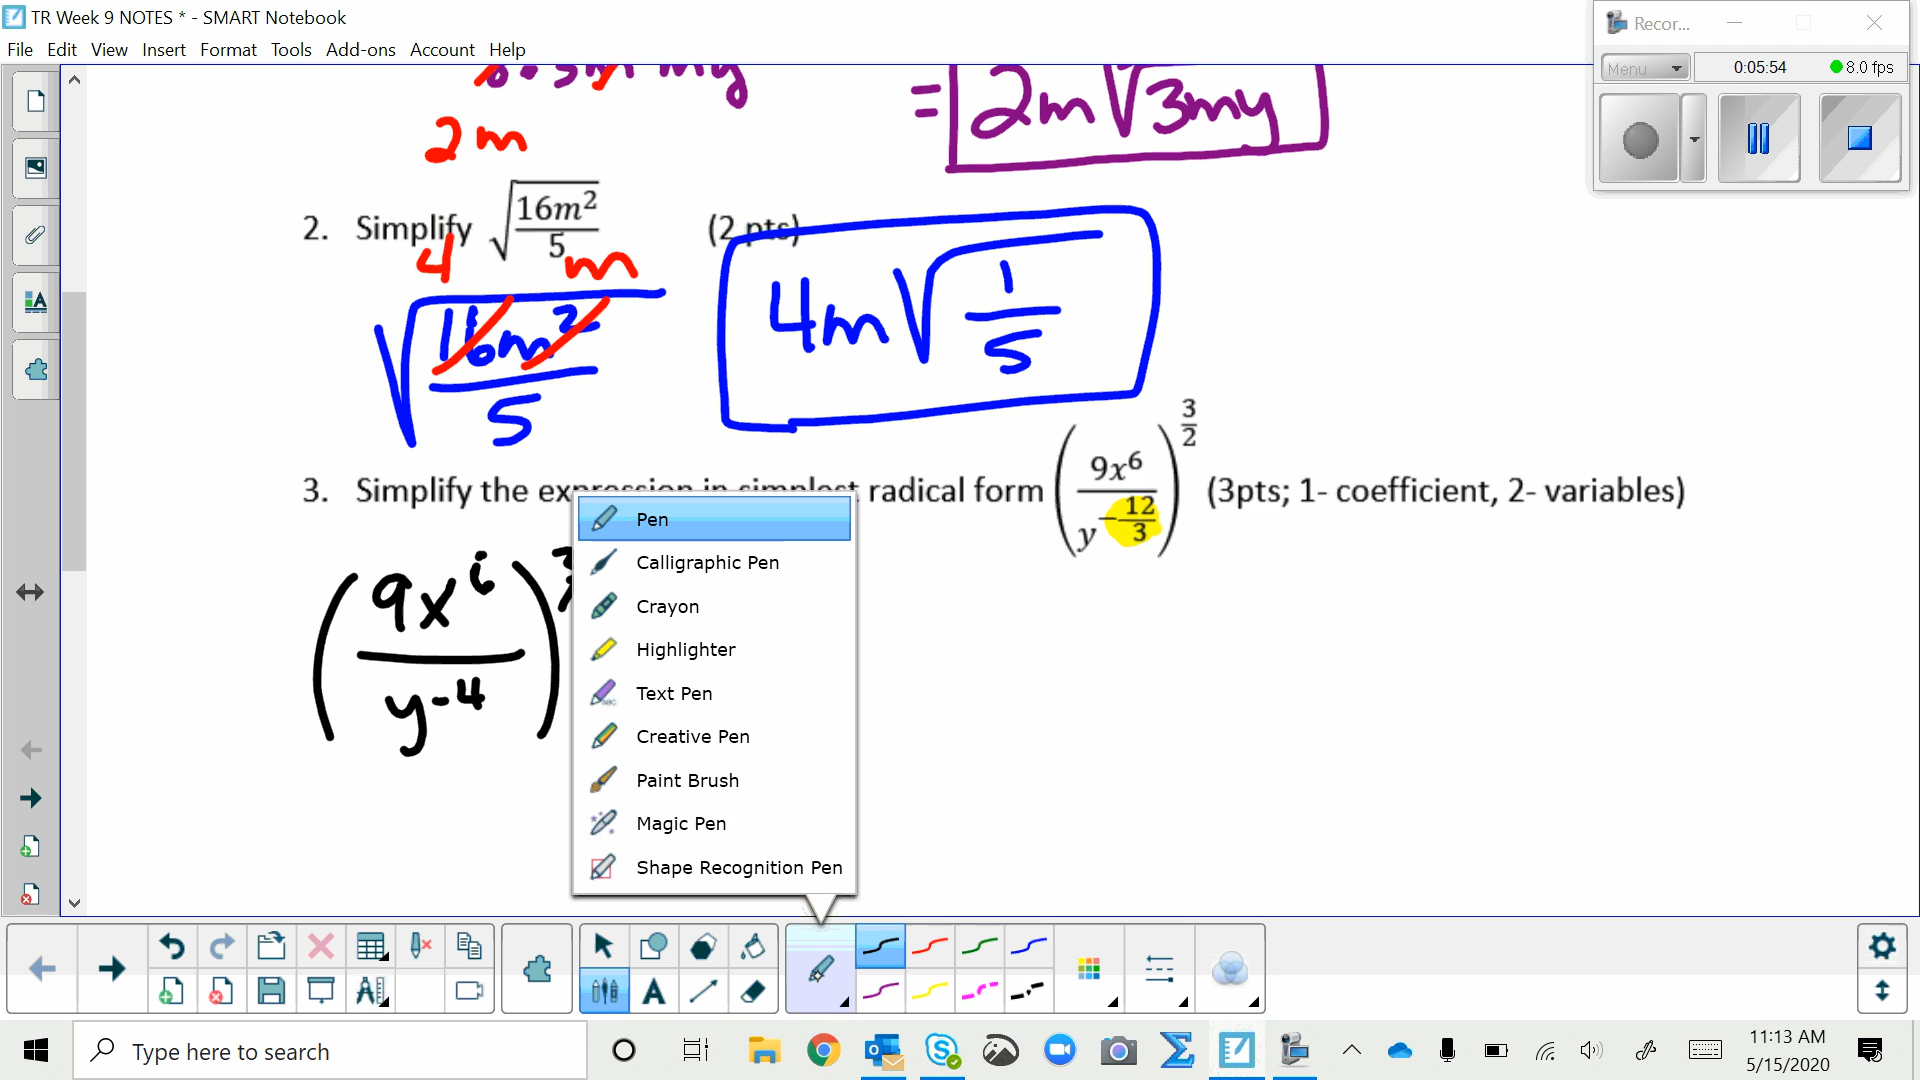 TR Week 9 NOTES * - SMART Notebook
File Edit View Insert Format Tools Add-ons Account Help
Recor...
Menu 0:05:54 8.0 fps
2 m
= 2m√3my
2. Simplify √(16m²/5) (2 pts)
4 m
√(16m²/5)
4m√(1/5)
3. Simplify the expression in simplest radical form (9x⁶/y^(-12/3))^(3/2) (3pts; 1- coefficient, 2- variables)
(9x⁶/y⁻⁴)
Pen
Calligraphic Pen
Crayon
Highlighter
Text Pen
Creative Pen
Paint Brush
Magic Pen
Shape Recognition Pen
Type here to search
11:13 AM
5/15/2020